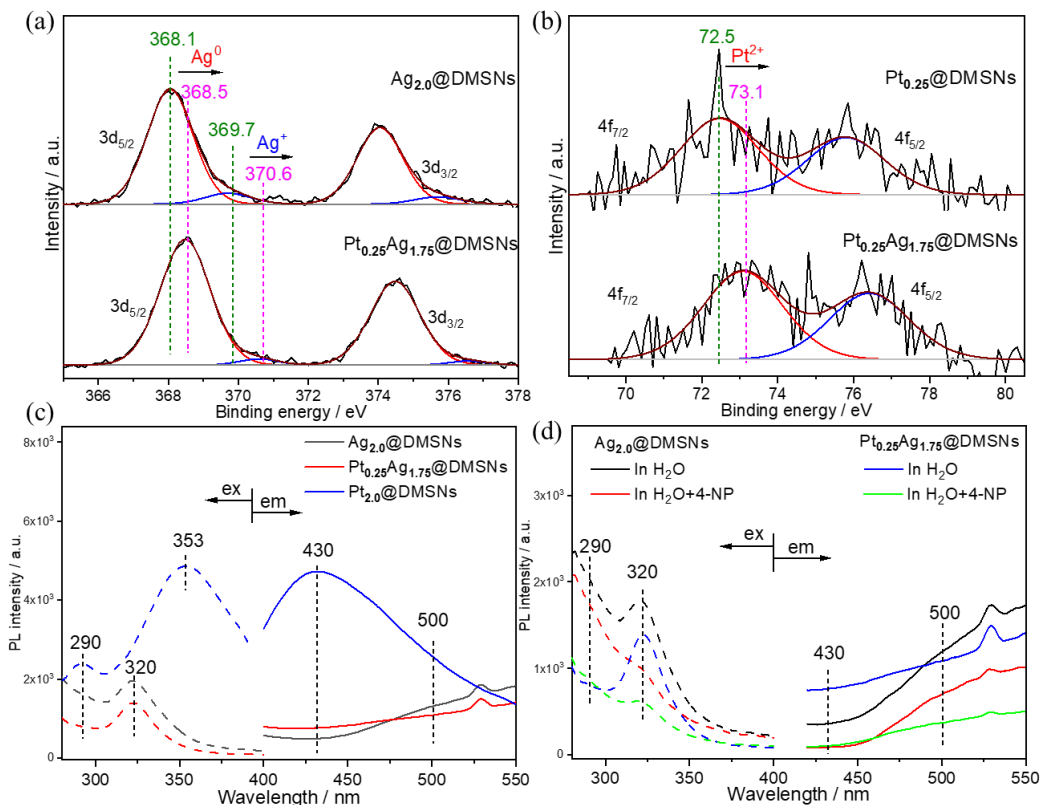 (a)
368.1
Ag⁰
368.5
Ag₂.₀@DMSNs
3d₅/₂
369.7
Ag⁺
370.6
3d₃/₂
Pt₀.₂₅Ag₁.₇₅@DMSNs
3d₅/₂
3d₃/₂
Intensity / a.u.
366 368 370 372 374 376 378
Binding energy / eV
(b)
72.5
Pt²⁺
73.1
Pt₀.₂₅@DMSNs
4f₇/₂
4f₅/₂
Pt₀.₂₅Ag₁.₇₅@DMSNs
4f₇/₂
4f₅/₂
Intensity / a.u.
70 72 74 76 78 80
Binding energy / eV
(c)
Ag₂.₀@DMSNs
Pt₀.₂₅Ag₁.₇₅@DMSNs
Pt₂.₀@DMSNs
ex
em
353
430
500
290
320
8x10³
6x10³
4x10³
2x10³
0
PL intensity / a.u.
300 350 400 450 500 550
Wavelength / nm
(d)
Ag₂.₀@DMSNs
In H₂O
In H₂O+4-NP
Pt₀.₂₅Ag₁.₇₅@DMSNs
In H₂O
In H₂O+4-NP
ex
em
290
320
500
430
3x10³
2x10³
1x10³
0
PL intensity / a.u.
300 350 400 450 500 550
Wavelength / nm